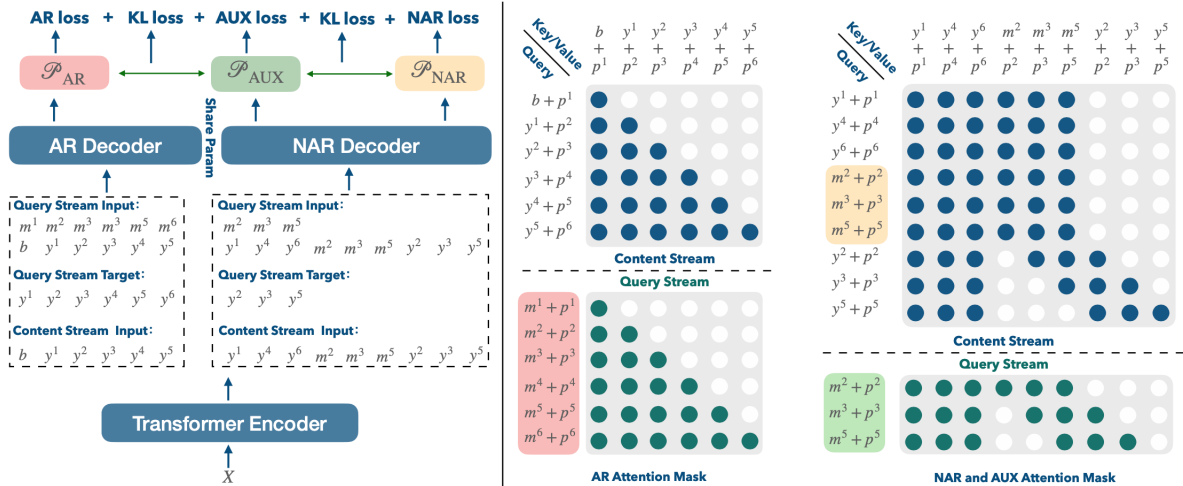 AR loss + KL loss + AUX loss + KL loss + NAR loss
𝒫AR 𝒫AUX 𝒫NAR
Share Param
AR Decoder
NAR Decoder
Query Stream Input:
m¹ m² m³ m³ m⁵ m⁶
b y¹ y² y³ y⁴ y⁵
Query Stream Target:
y¹ y² y³ y⁴ y⁵ y⁶
Content Stream Input:
b y¹ y² y³ y⁴ y⁵
Query Stream Input:
m² m³ m⁵
y¹ y⁴ y⁶ m² m³ m⁵ y² y³ y⁵
Query Stream Target:
y² y³ y⁵
Content Stream Input:
y¹ y⁴ y⁶ m² m³ m⁵ y² y³ y⁵
Transformer Encoder
X
Key/Value
Query
b y¹ y² y³ y⁴ y⁵
+ + + + + +
p¹ p² p³ p⁴ p⁵ p⁶
b + p¹
y¹ + p²
y² + p³
y³ + p⁴
y⁴ + p⁵
y⁵ + p⁶
Content Stream
Query Stream
m¹ + p¹
m² + p²
m³ + p³
m⁴ + p⁴
m⁵ + p⁵
m⁶ + p⁶
AR Attention Mask
Key/Value
Query
y¹ y⁴ y⁶ m² m³ m⁵ y² y³ y⁵
+ + + + + + + + +
p¹ p⁴ p⁶ p² p³ p⁵ p² p³ p⁵
y¹ + p¹
y⁴ + p⁴
y⁶ + p⁶
m² + p²
m³ + p³
m⁵ + p⁵
y² + p²
y³ + p³
y⁵ + p⁵
Content Stream
Query Stream
m² + p²
m³ + p³
m⁵ + p⁵
NAR and AUX Attention Mask